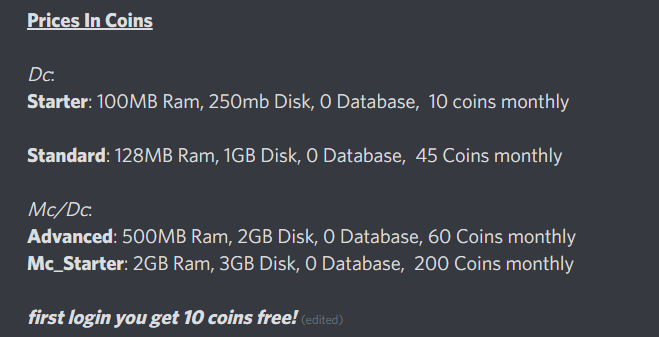 Prices In Coins
Dc:
Starter: 100MB Ram, 250mb Disk, 0 Database,  10 coins monthly
Standard: 128MB Ram, 1GB Disk, 0 Database,  45 Coins monthly
Mc/Dc:
Advanced: 500MB Ram, 2GB Disk, 0 Database, 60 Coins monthly
Mc_Starter: 2GB Ram, 3GB Disk, 0 Database,  200 Coins monthly
first login you get 10 coins free! (edited)